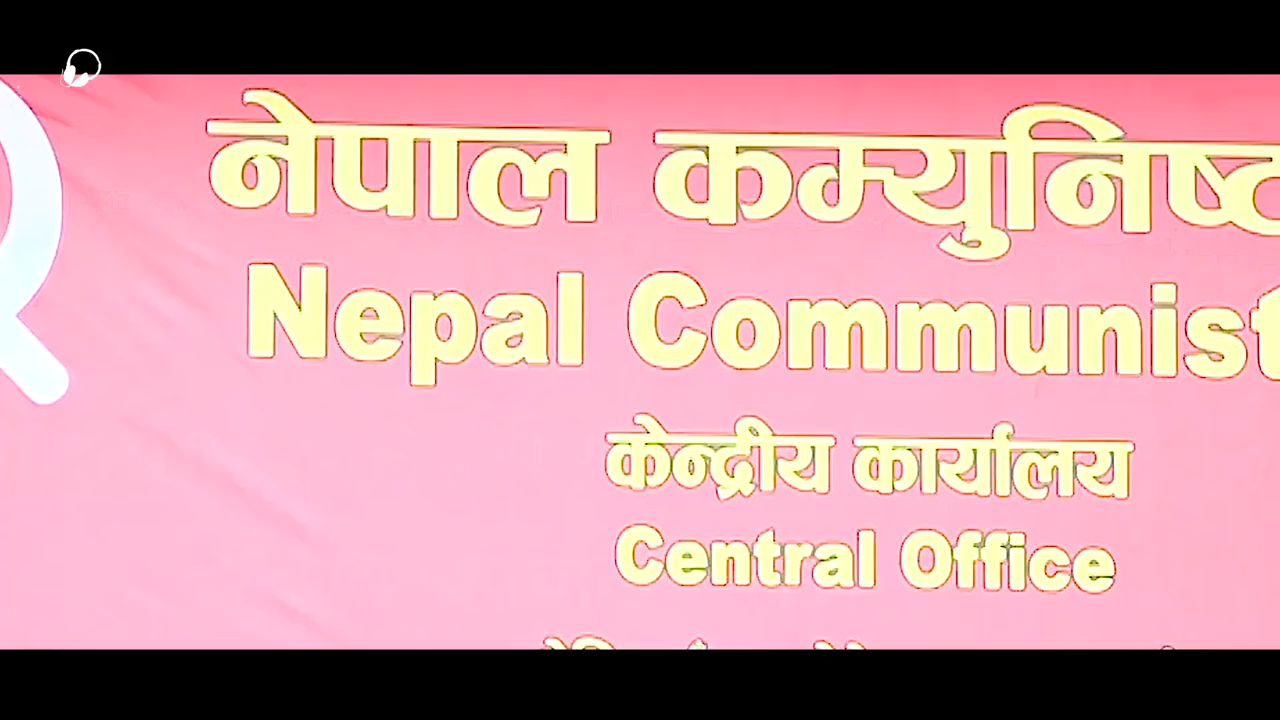 नेपाल कम्युनिष्ट
Nepal Communist
केन्द्रीय कार्यालय
Central Office